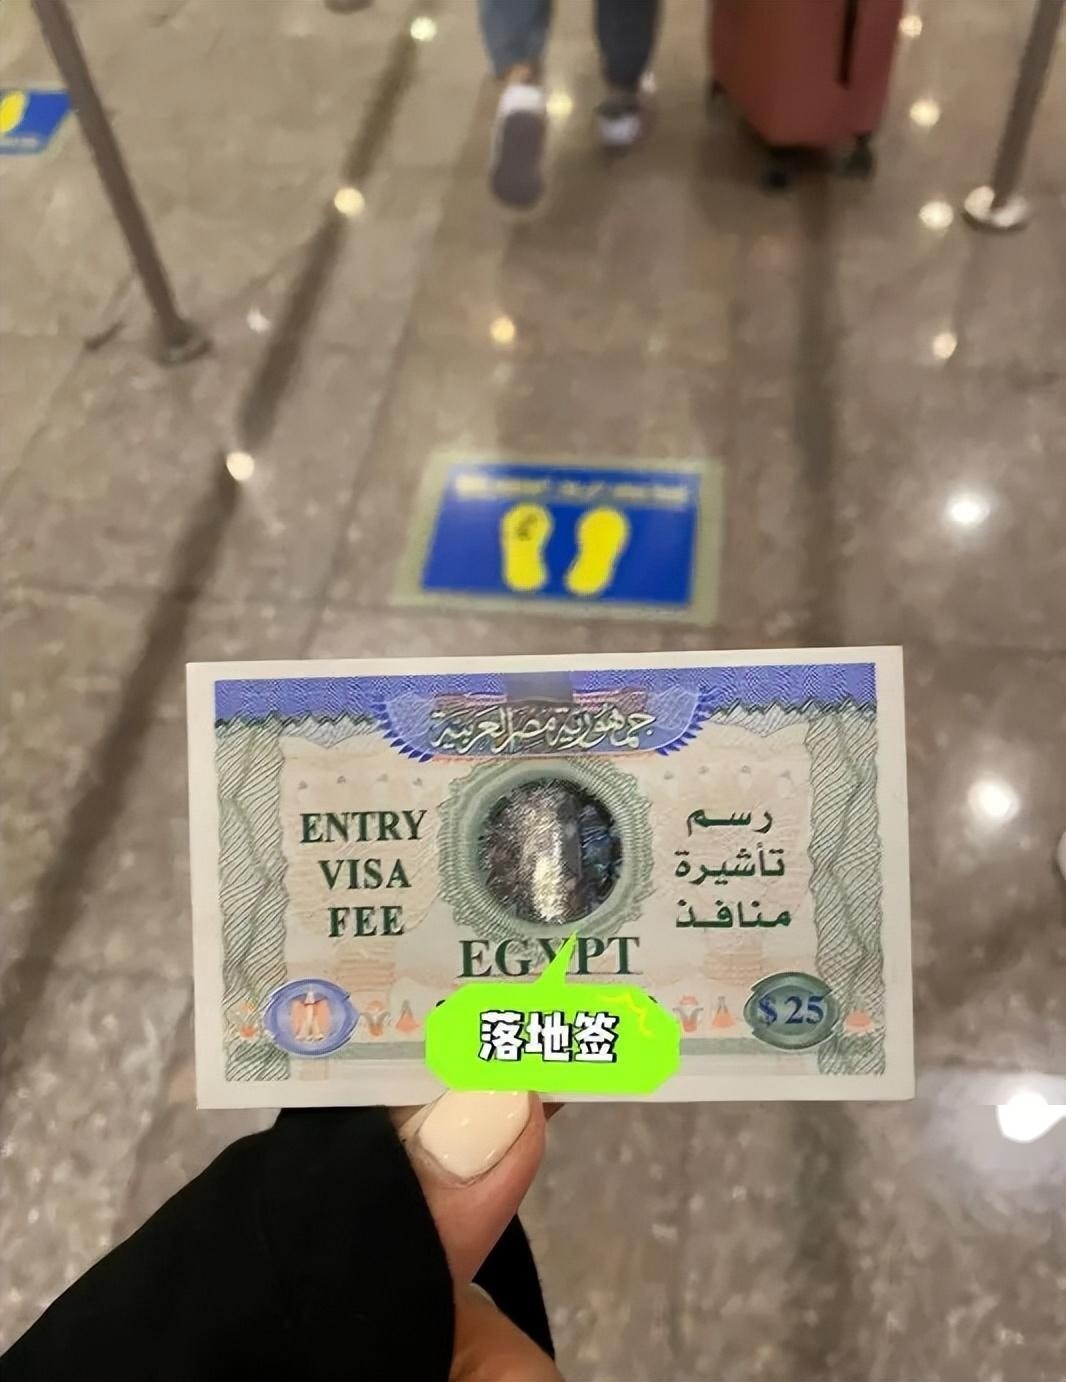 جمهورية مصر العربية
ENTRY
VISA
FEE
رسم
تأشيرة
منافذ
EGYPT
$ 25
落地签